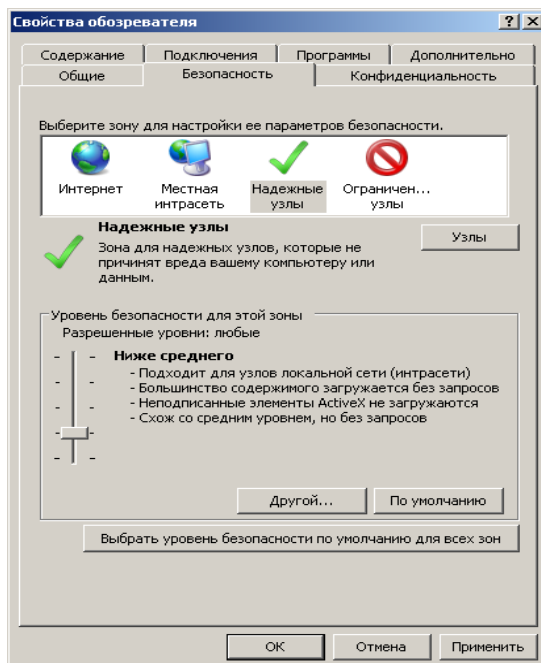 Свойства обозревателя
Содержание Подключения Программы Дополнительно
Общие Безопасность Конфиденциальность
Выберите зону для настройки ее параметров безопасности.
Интернет Местная интрасеть Надежные узлы Ограничен... узлы
Надежные узлы
Узлы
Зона для надежных узлов, которые не
причинят вреда вашему компьютеру или
данным.
Уровень безопасности для этой зоны
Разрешенные уровни: любые
Ниже среднего
- Подходит для узлов локальной сети (интрасети)
- Большинство содержимого загружается без запросов
- Неподписанные элементы ActiveX не загружаются
- Схож со средним уровнем, но без запросов
Другой... По умолчанию
Выбрать уровень безопасности по умолчанию для всех зон
ОК Отмена Применить